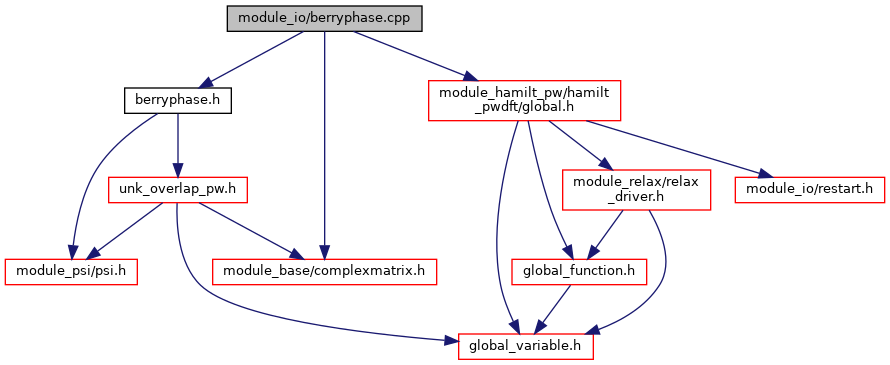 module_io/berryphase.cpp
berryphase.h
module_hamilt_pw/hamilt
_pwdft/global.h
unk_overlap_pw.h
module_relax/relax
_driver.h
module_io/restart.h
module_psi/psi.h
module_base/complexmatrix.h
global_function.h
global_variable.h